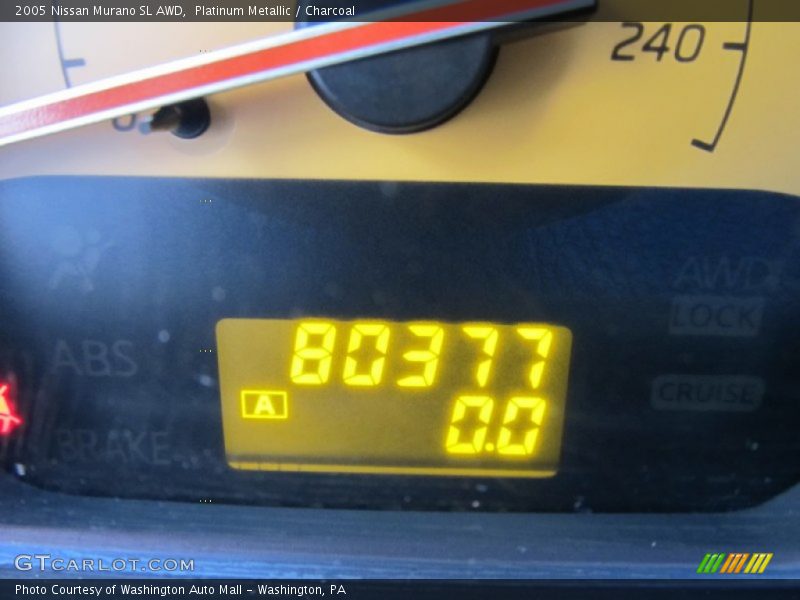 2005 Nissan Murano SL AWD, Platinum Metallic / Charcoal
240
0
80377
A
0.0
ABS
BRAKE
AWD
LOCK
CRUISE
GTCARLOT.COM
Photo Courtesy of Washington Auto Mall - Washington, PA